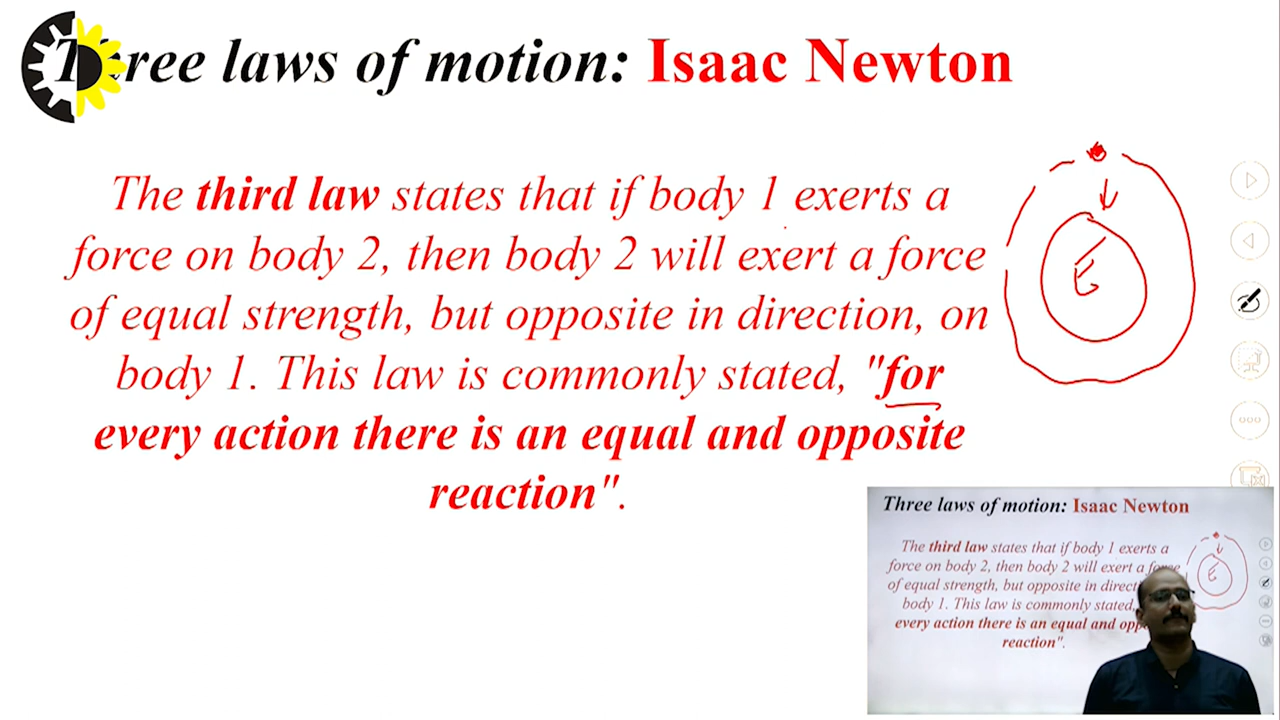 Three laws of motion: Isaac Newton
The third law states that if body 1 exerts a
force on body 2, then body 2 will exert a force
of equal strength, but opposite in direction, on
body 1. This law is commonly stated, "for
every action there is an equal and opposite
reaction".
E
Three laws of motion: Isaac Newton
The third law states that if body 1 exerts a
force on body 2, then body 2 will exert a force
of equal strength, but opposite in direct
body 1. This law is commonly stated,
every action there is an equal and opp
reaction".
E